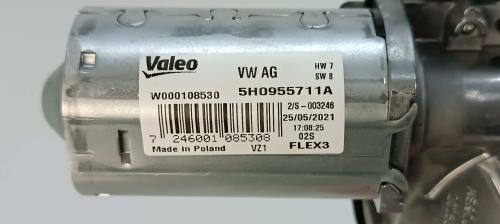 Valeo VW AG HW 7
SW 8
W000108530 5H0955711A
2/S -003246
25/05/2021
17:08:25
7 246001 085308 02S
Made in Poland VZ1 FLEX3